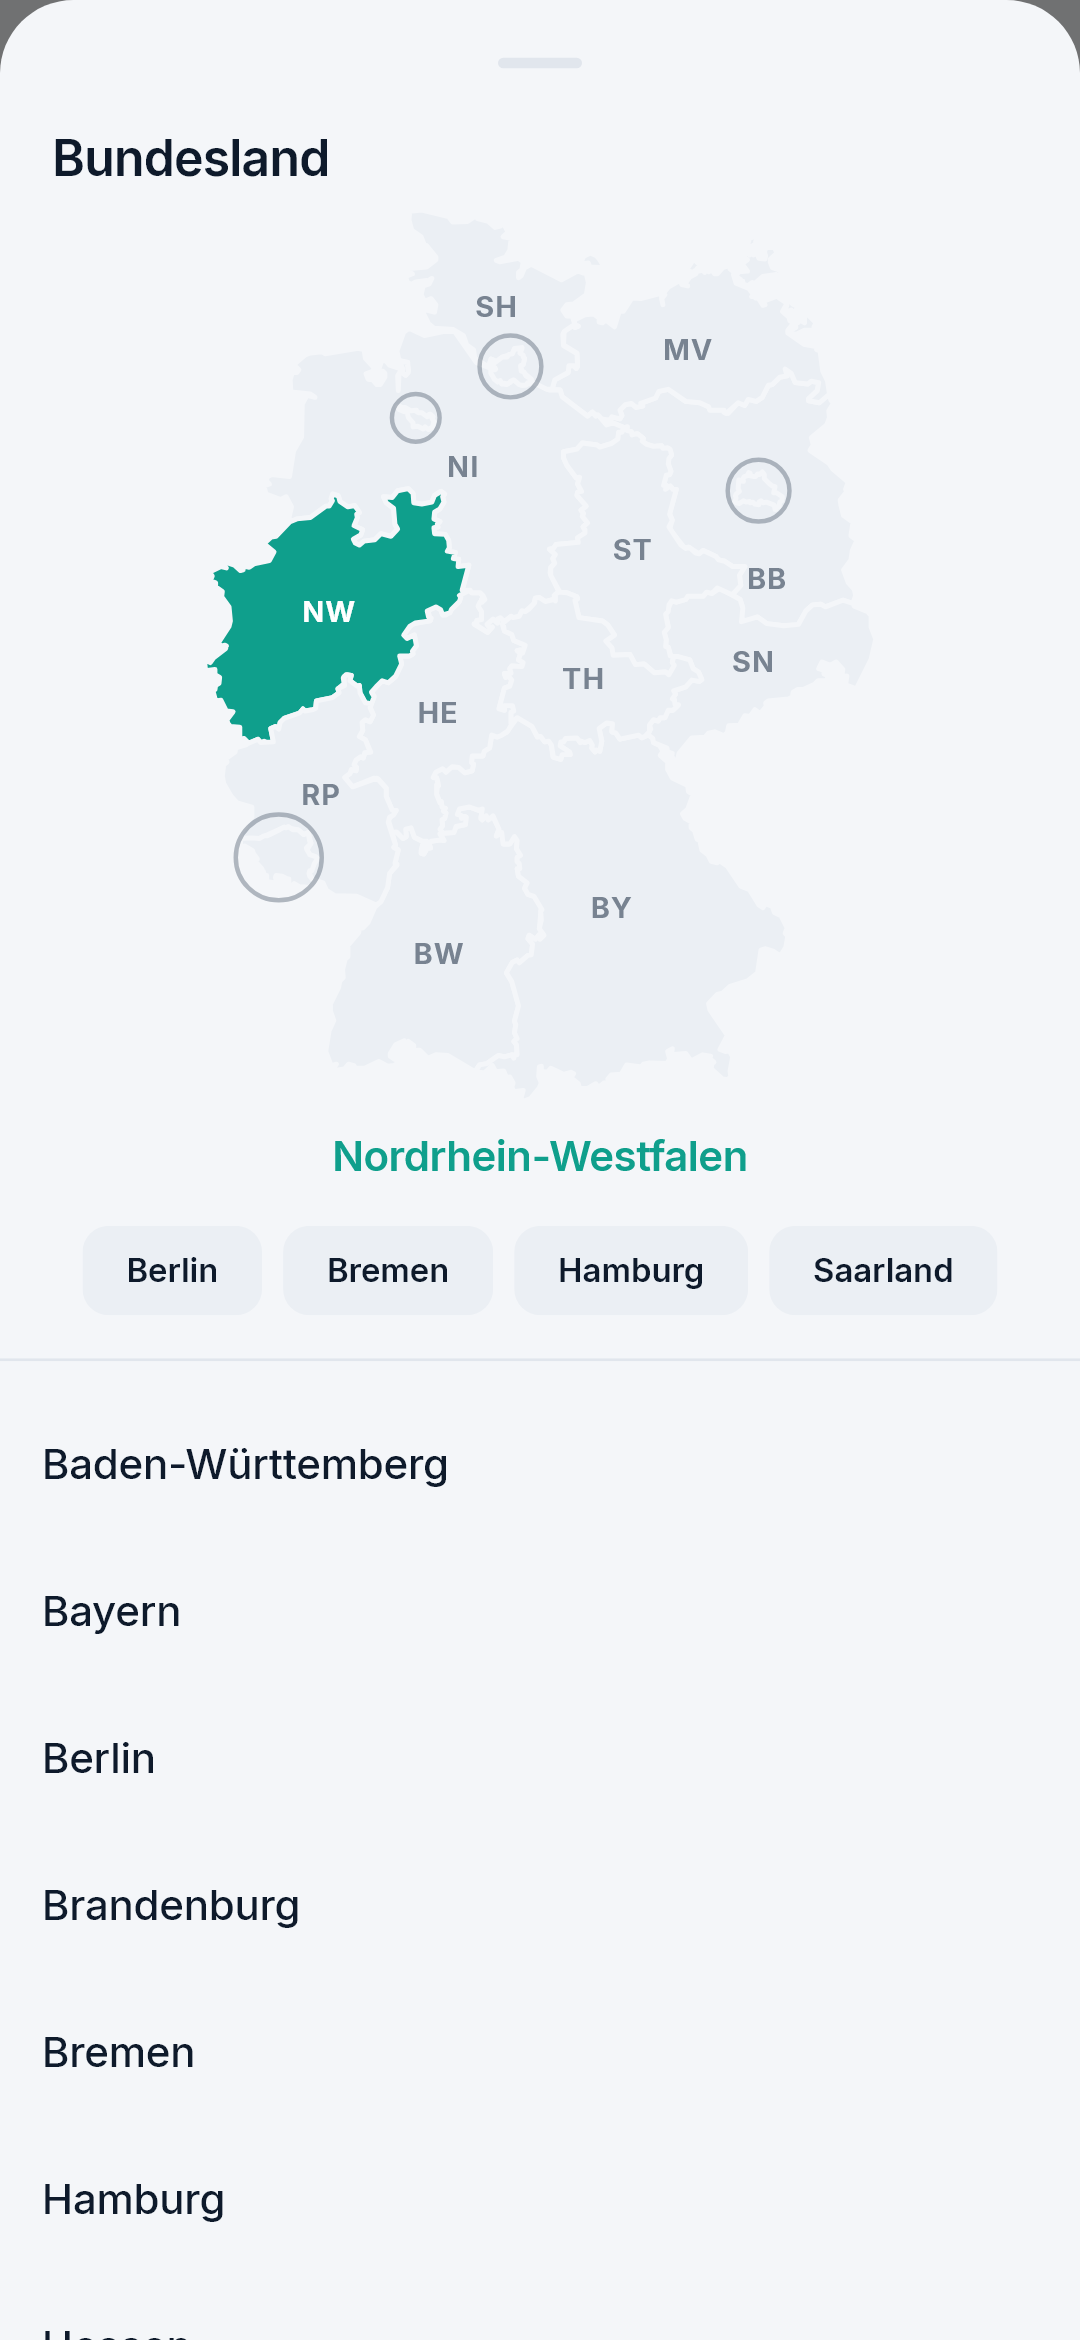 Bundesland
SH
MV
NI
ST
BB
NW
SN
TH
HE
RP
BY
BW
Nordrhein-Westfalen
Berlin
Bremen
Hamburg
Saarland
Baden-Württemberg
Bayern
Berlin
Brandenburg
Bremen
Hamburg